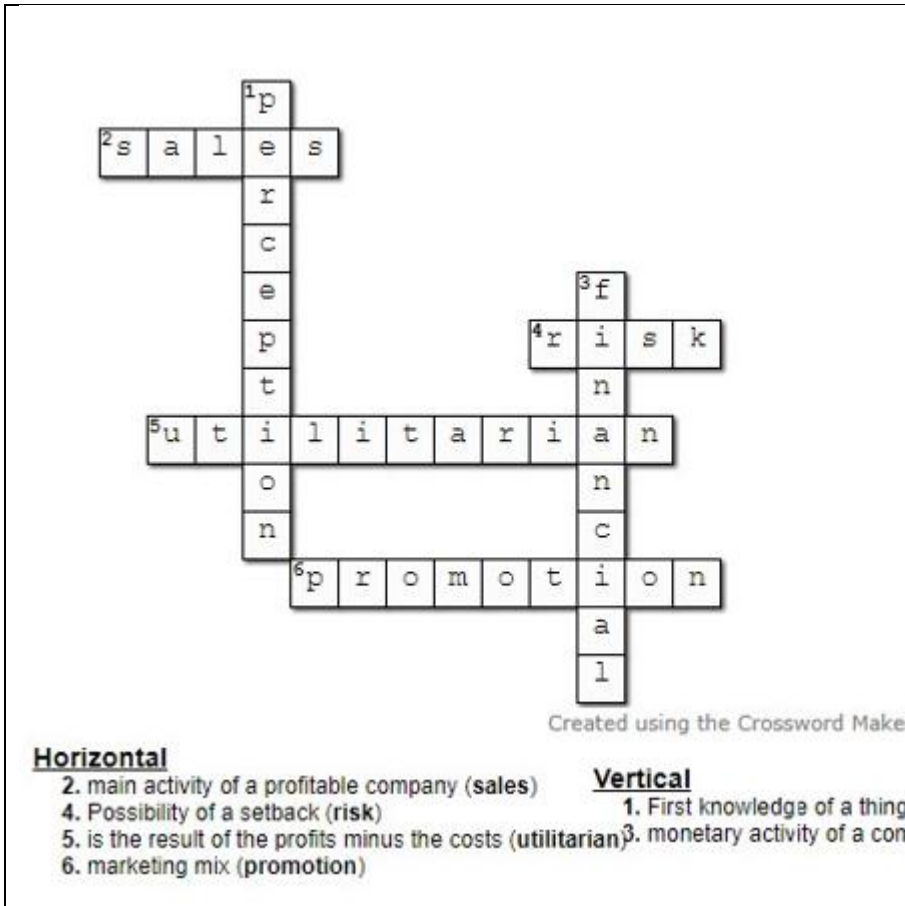 1p
2s a l e s
r
c
e 3f
p 4r i s k
t n
5u t i l i t a r i a n
o n
n c
6p r o m o t i o n
a
l
Created using the Crossword Make
Horizontal
2. main activity of a profitable company (sales)
4. Possibility of a setback (risk)
5. is the result of the profits minus the costs (utilitarian)
6. marketing mix (promotion)
Vertical
1. First knowledge of a thing
3. monetary activity of a con